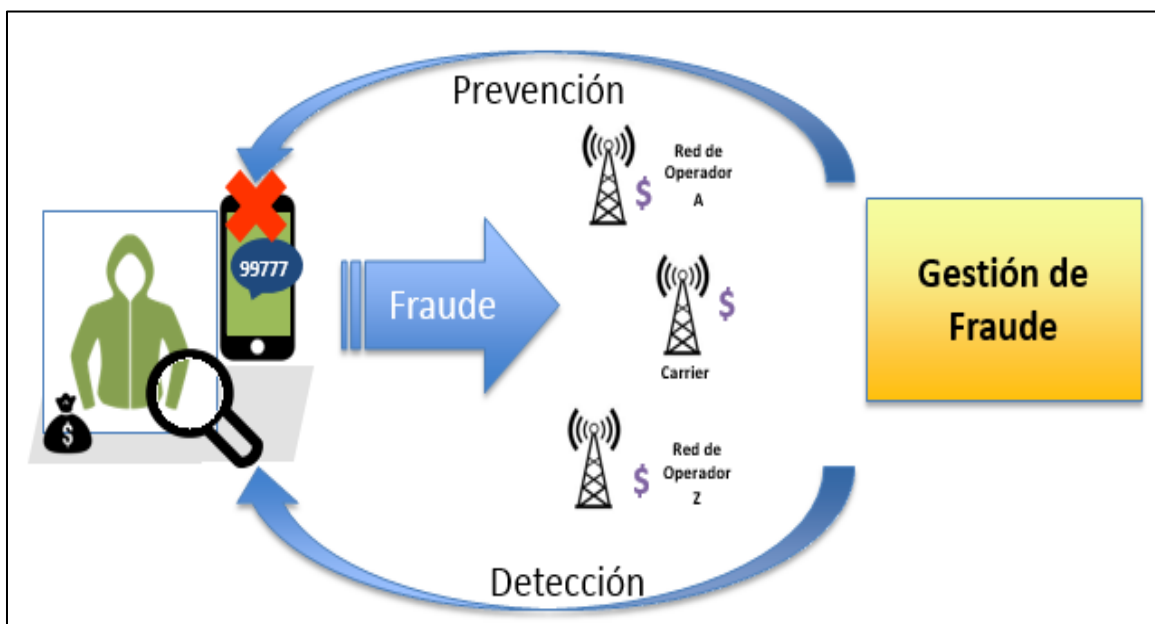 Prevención
Red de
Operador
A
$
99777
Fraude
$
Carrier
Gestión de
Fraude
$
$
Red de
Operador
Z
Detección